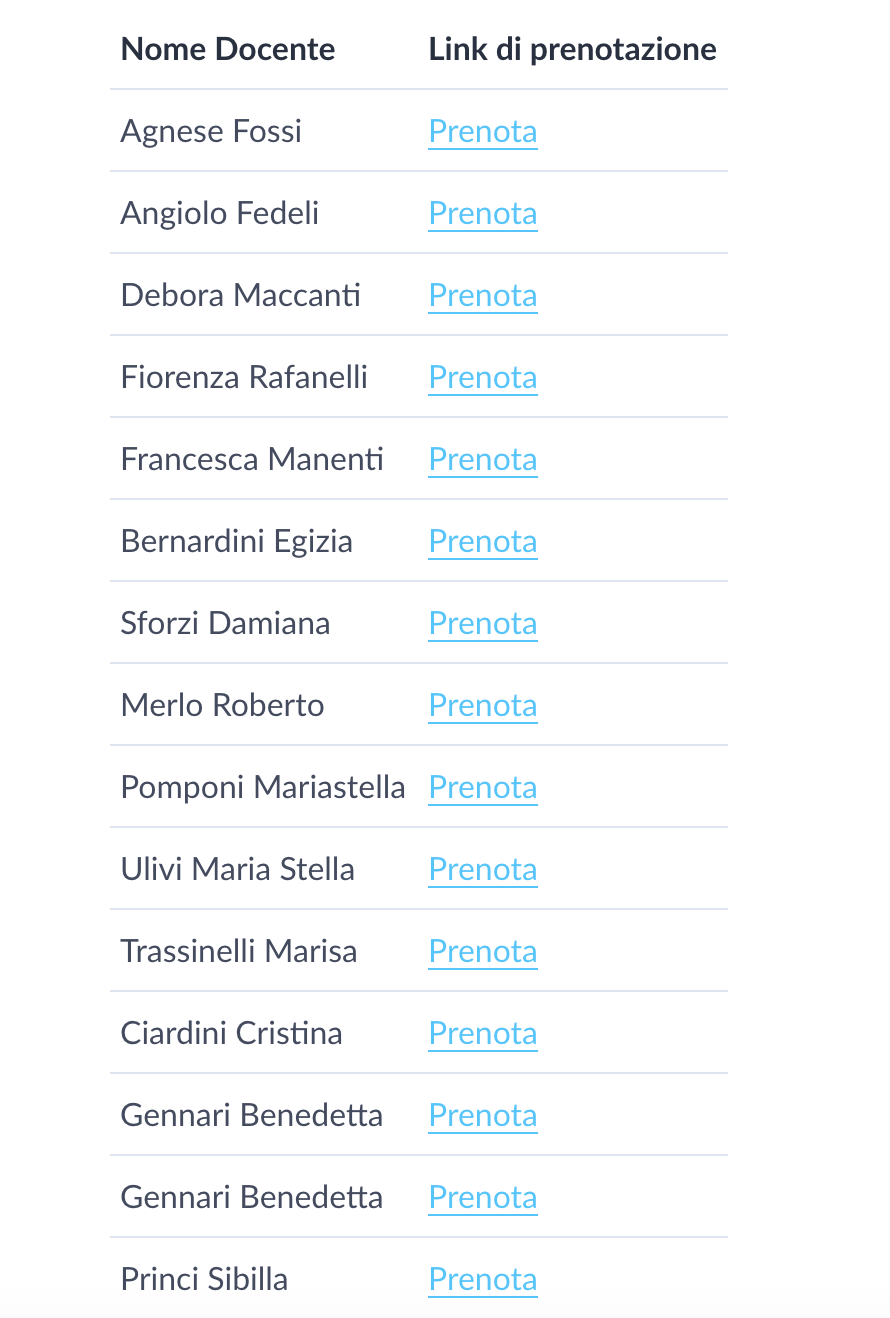 Nome Docente Link di prenotazione
Agnese Fossi Prenota
Angiolo Fedeli Prenota
Debora Maccanti Prenota
Fiorenza Rafanelli Prenota
Francesca Manenti Prenota
Bernardini Egizia Prenota
Sforzi Damiana Prenota
Merlo Roberto Prenota
Pomponi Mariastella Prenota
Ulivi Maria Stella Prenota
Trassinelli Marisa Prenota
Ciardini Cristina Prenota
Gennari Benedetta Prenota
Gennari Benedetta Prenota
Princi Sibilla Prenota